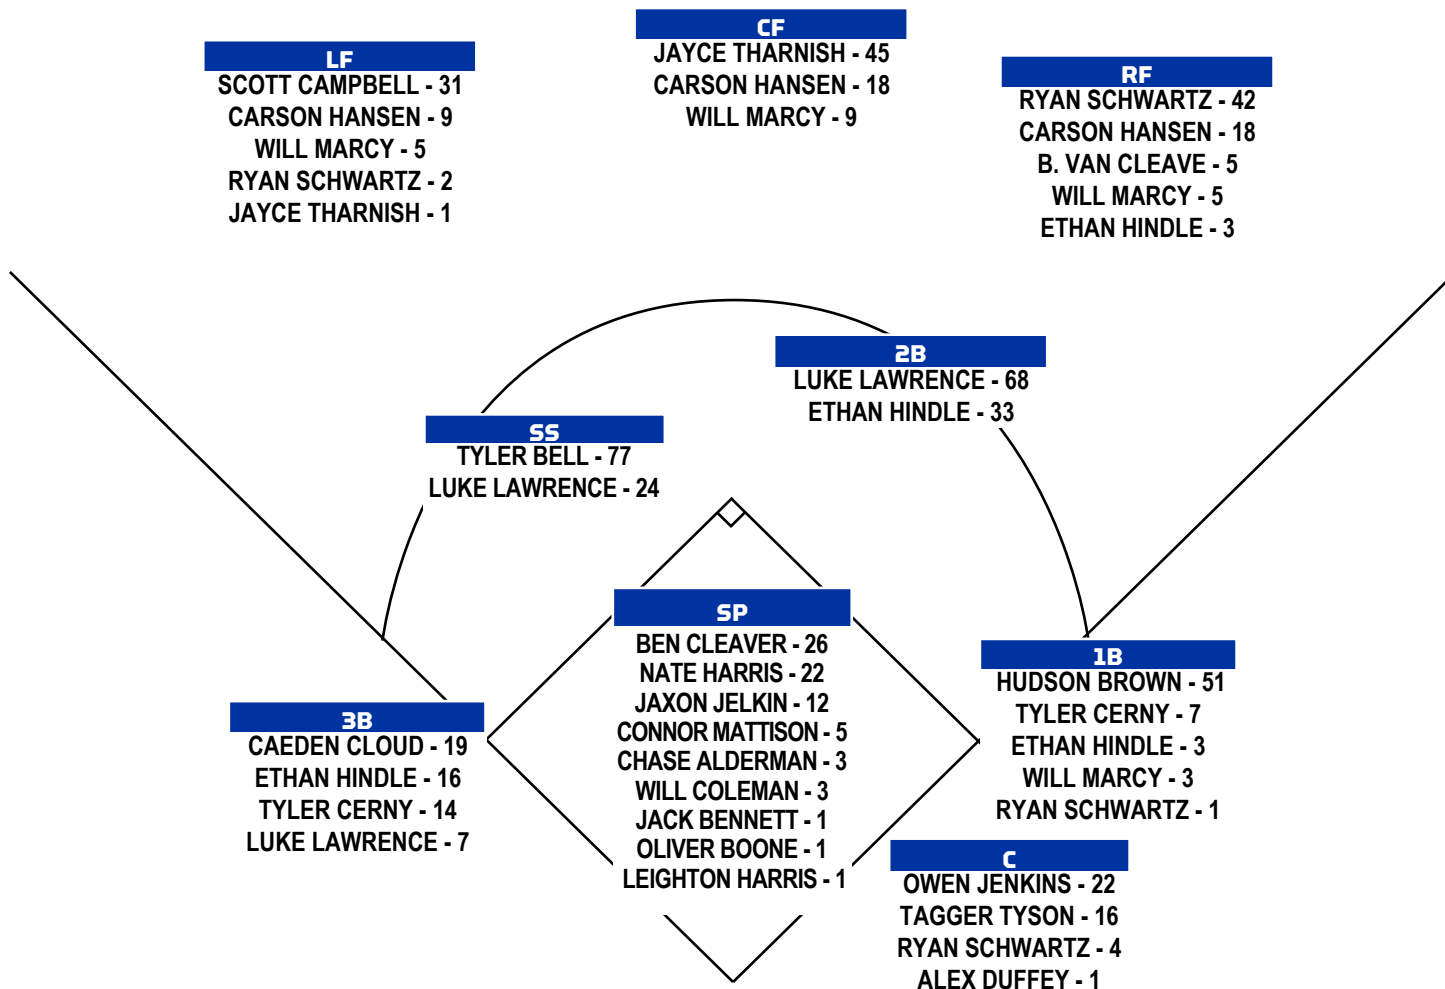 LF
SCOTT CAMPBELL - 31
CARSON HANSEN - 9
WILL MARCY - 5
RYAN SCHWARTZ - 2
JAYCE THARNISH - 1
CF
JAYCE THARNISH - 45
CARSON HANSEN - 18
WILL MARCY - 9
RF
RYAN SCHWARTZ - 42
CARSON HANSEN - 18
B. VAN CLEAVE - 5
WILL MARCY - 5
ETHAN HINDLE - 3
SS
TYLER BELL - 77
LUKE LAWRENCE - 24
2B
LUKE LAWRENCE - 68
ETHAN HINDLE - 33
3B
CAEDEN CLOUD - 19
ETHAN HINDLE - 16
TYLER CERNY - 14
LUKE LAWRENCE - 7
SP
BEN CLEAVER - 26
NATE HARRIS - 22
JAXON JELKIN - 12
CONNOR MATTISON - 5
CHASE ALDERMAN - 3
WILL COLEMAN - 3
JACK BENNETT - 1
OLIVER BOONE - 1
LEIGHTON HARRIS - 1
1B
HUDSON BROWN - 51
TYLER CERNY - 7
ETHAN HINDLE - 3
WILL MARCY - 3
RYAN SCHWARTZ - 1
C
OWEN JENKINS - 22
TAGGER TYSON - 16
RYAN SCHWARTZ - 4
ALEX DUFFEY - 1